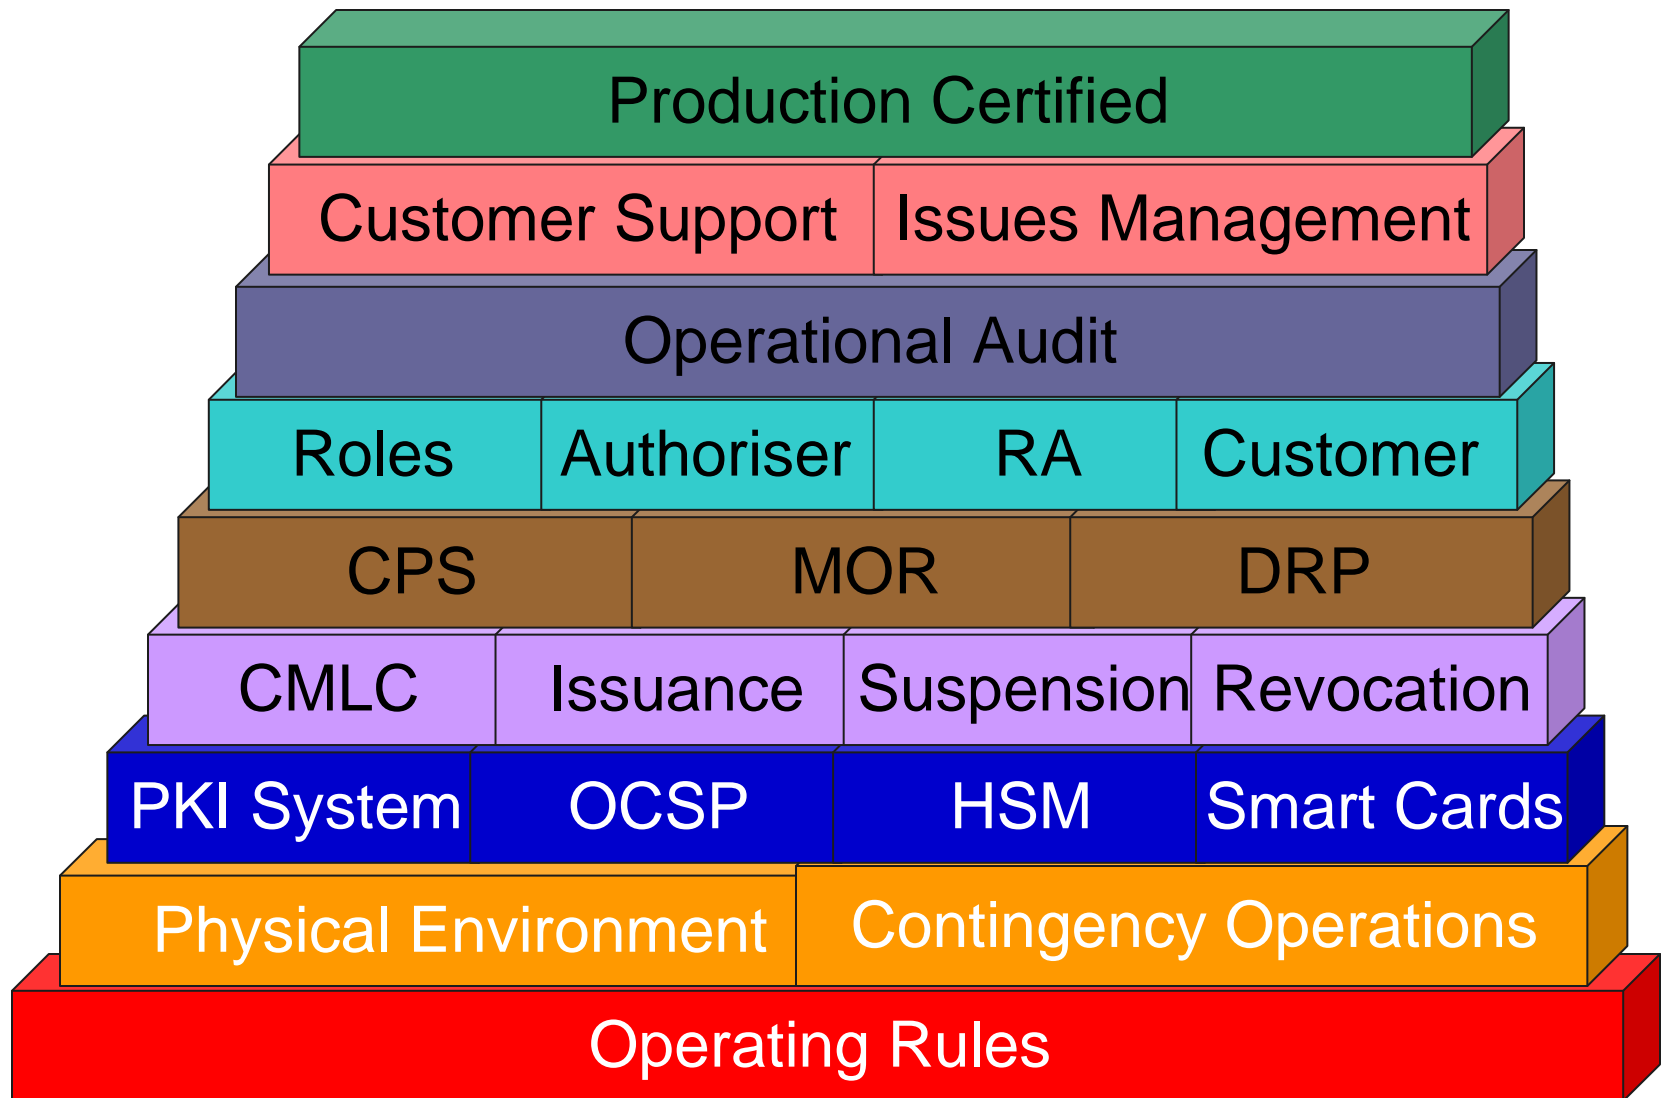 Production Certified
Customer Support Issues Management
Operational Audit
Roles Authoriser RA Customer
CPS MOR DRP
CMLC Issuance Suspension Revocation
PKI System OCSP HSM Smart Cards
Physical Environment Contingency Operations
Operating Rules